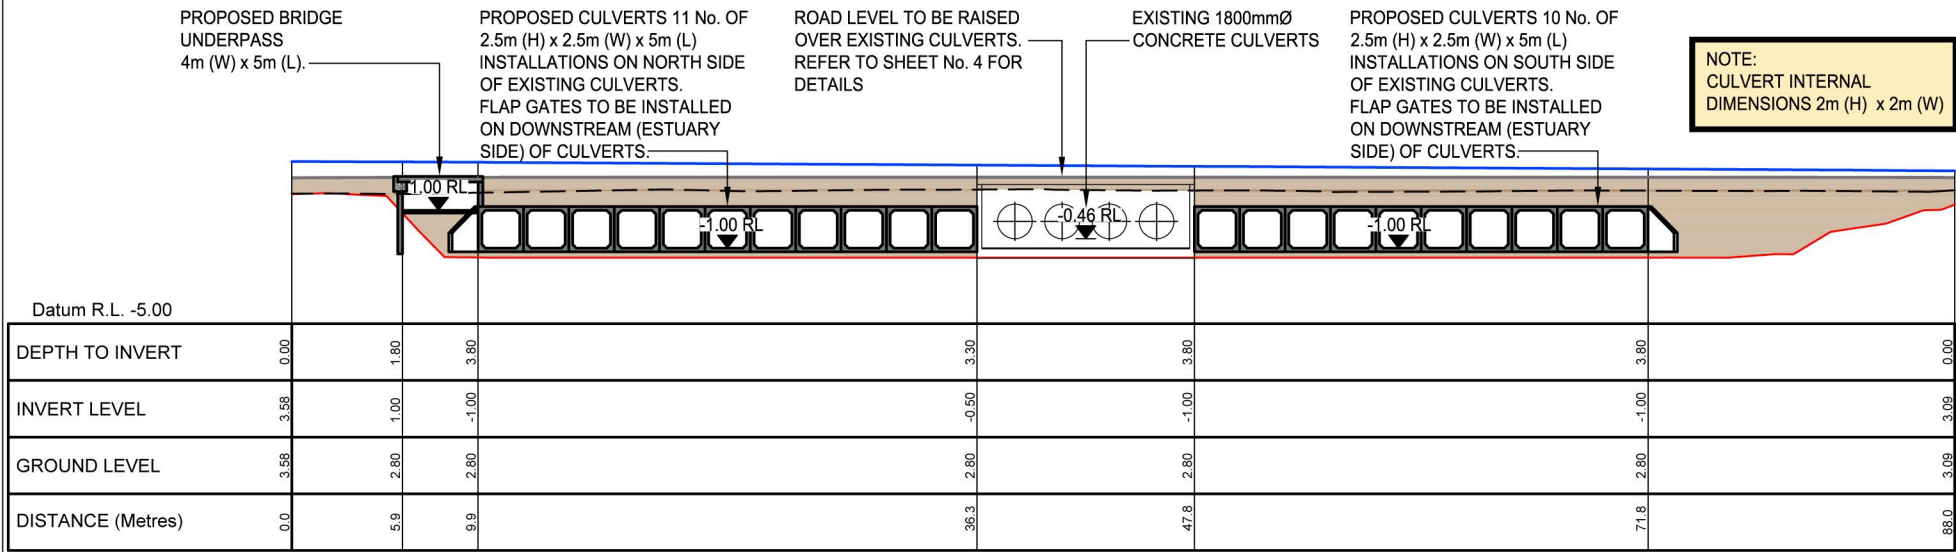 PROPOSED BRIDGE
UNDERPASS
4m (W) x 5m (L).
PROPOSED CULVERTS 11 No. OF
2.5m (H) x 2.5m (W) x 5m (L)
INSTALLATIONS ON NORTH SIDE
OF EXISTING CULVERTS.
FLAP GATES TO BE INSTALLED
ON DOWNSTREAM (ESTUARY
SIDE) OF CULVERTS.
ROAD LEVEL TO BE RAISED
OVER EXISTING CULVERTS.
REFER TO SHEET No. 4 FOR
DETAILS
EXISTING 1800mmØ
CONCRETE CULVERTS
PROPOSED CULVERTS 10 No. OF
2.5m (H) x 2.5m (W) x 5m (L)
INSTALLATIONS ON SOUTH SIDE
OF EXISTING CULVERTS.
FLAP GATES TO BE INSTALLED
ON DOWNSTREAM (ESTUARY
SIDE) OF CULVERTS.
NOTE:
CULVERT INTERNAL
DIMENSIONS 2m (H) x 2m (W)
1.00 RL
-1.00 RL
-0.46 RL
-1.00 RL
Datum R.L. -5.00
DEPTH TO INVERT 0.00 1.80 3.80 3.30 3.80 3.80 0.00
INVERT LEVEL 3.58 1.00 -1.00 -0.50 -1.00 -1.00 3.09
GROUND LEVEL 3.58 2.80 2.80 2.80 2.80 2.80 3.09
DISTANCE (Metres) 0.0 5.9 9.9 36.3 47.8 71.8 88.0